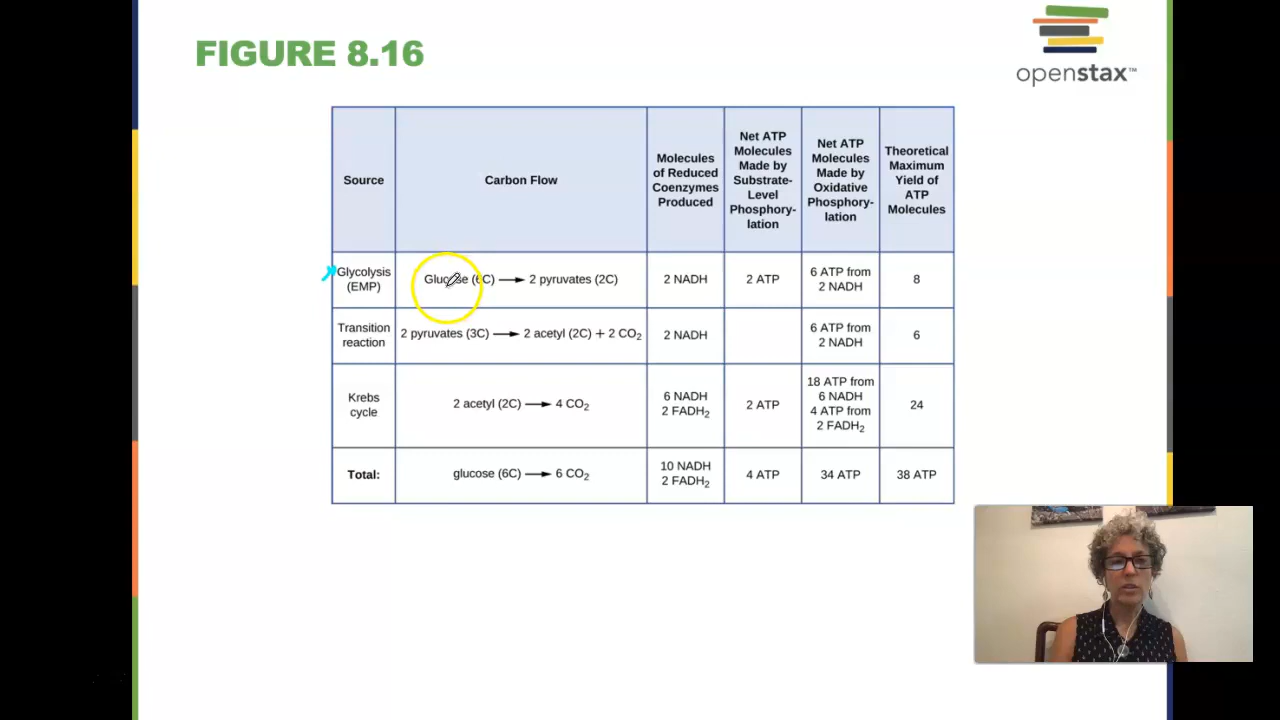 FIGURE 8.16
openstax™
Source
Carbon Flow
Molecules
of Reduced
Coenzymes
Produced
Net ATP
Molecules
Made by
Substrate-
Level
Phosphory-
lation
Net ATP
Molecules
Made by
Oxidative
Phosphory-
lation
Theoretical
Maximum
Yield of
ATP
Molecules
Glycolysis
(EMP)
Glucose (6C) ⟶ 2 pyruvates (2C)
2 NADH
2 ATP
6 ATP from
2 NADH
8
Transition
reaction
2 pyruvates (3C) ⟶ 2 acetyl (2C) + 2 CO₂
2 NADH
6 ATP from
2 NADH
6
Krebs
cycle
2 acetyl (2C) ⟶ 4 CO₂
6 NADH
2 FADH₂
2 ATP
18 ATP from
6 NADH
4 ATP from
2 FADH₂
24
Total:
glucose (6C) ⟶ 6 CO₂
10 NADH
2 FADH₂
4 ATP
34 ATP
38 ATP